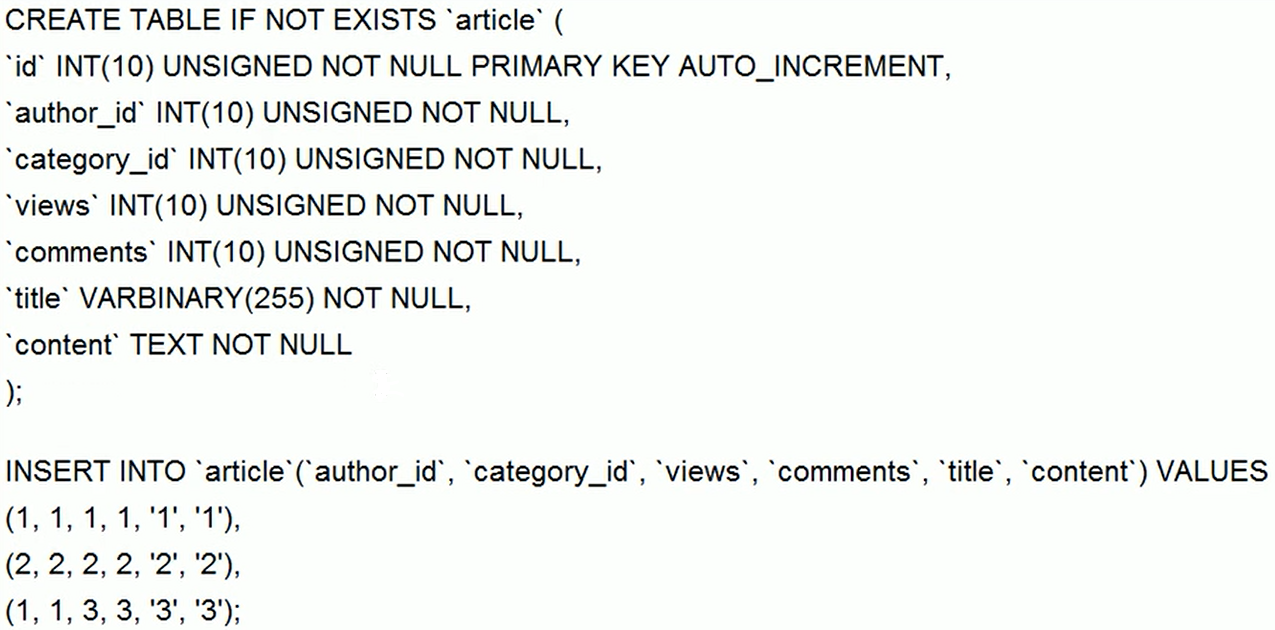 CREATE TABLE IF NOT EXISTS `article` (
`id` INT(10) UNSIGNED NOT NULL PRIMARY KEY AUTO_INCREMENT,
`author_id` INT(10) UNSIGNED NOT NULL,
`category_id` INT(10) UNSIGNED NOT NULL,
`views` INT(10) UNSIGNED NOT NULL,
`comments` INT(10) UNSIGNED NOT NULL,
`title` VARBINARY(255) NOT NULL,
`content` TEXT NOT NULL
);
INSERT INTO `article`(`author_id`, `category_id`, `views`, `comments`, `title`, `content`) VALUES
(1, 1, 1, 1, '1', '1'),
(2, 2, 2, 2, '2', '2'),
(1, 1, 3, 3, '3', '3');